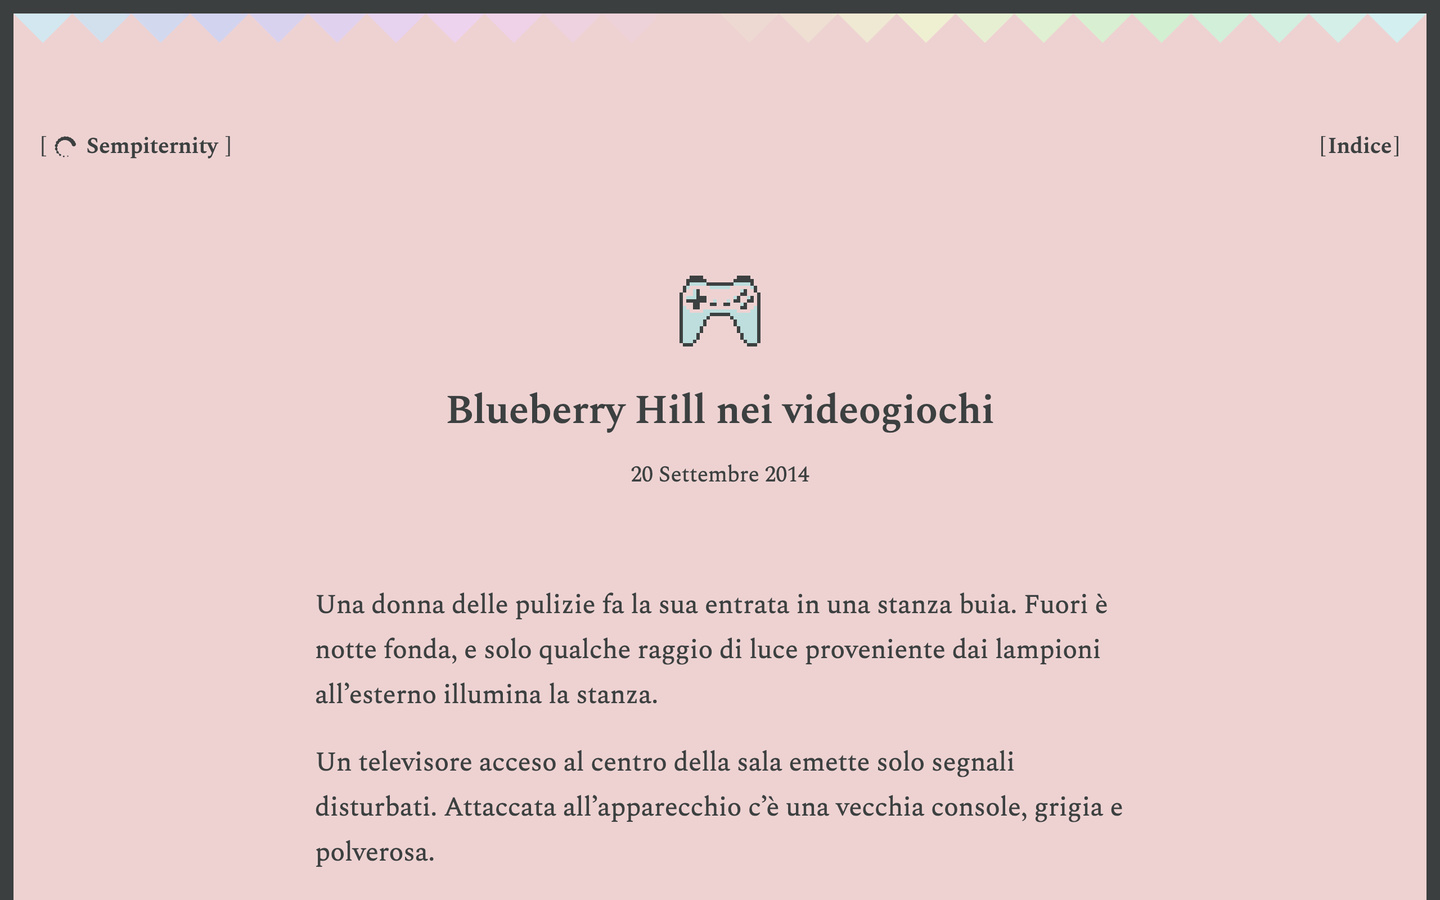 [ Sempiternity ]
[Indice]
Blueberry Hill nei videogiochi
20 Settembre 2014
Una donna delle pulizie fa la sua entrata in una stanza buia. Fuori è
notte fonda, e solo qualche raggio di luce proveniente dai lampioni
all’esterno illumina la stanza.
Un televisore acceso al centro della sala emette solo segnali
disturbati. Attaccata all’apparecchio c’è una vecchia console, grigia e
polverosa.